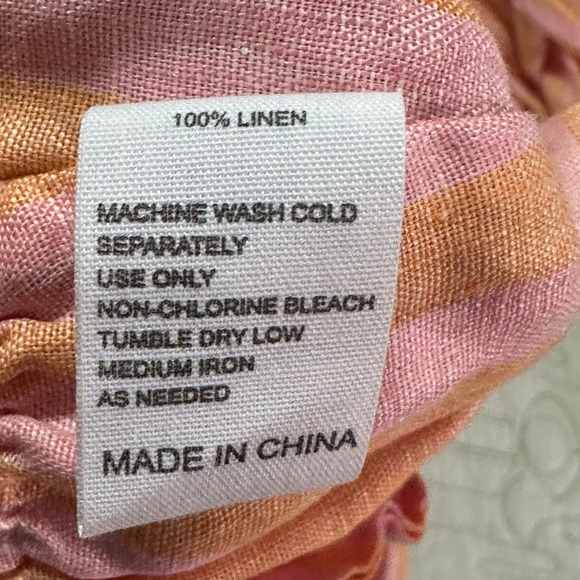 100% LINEN
MACHINE WASH COLD
SEPARATELY
USE ONLY
NON-CHLORINE BLEACH
TUMBLE DRY LOW
MEDIUM IRON
AS NEEDED
MADE IN CHINA